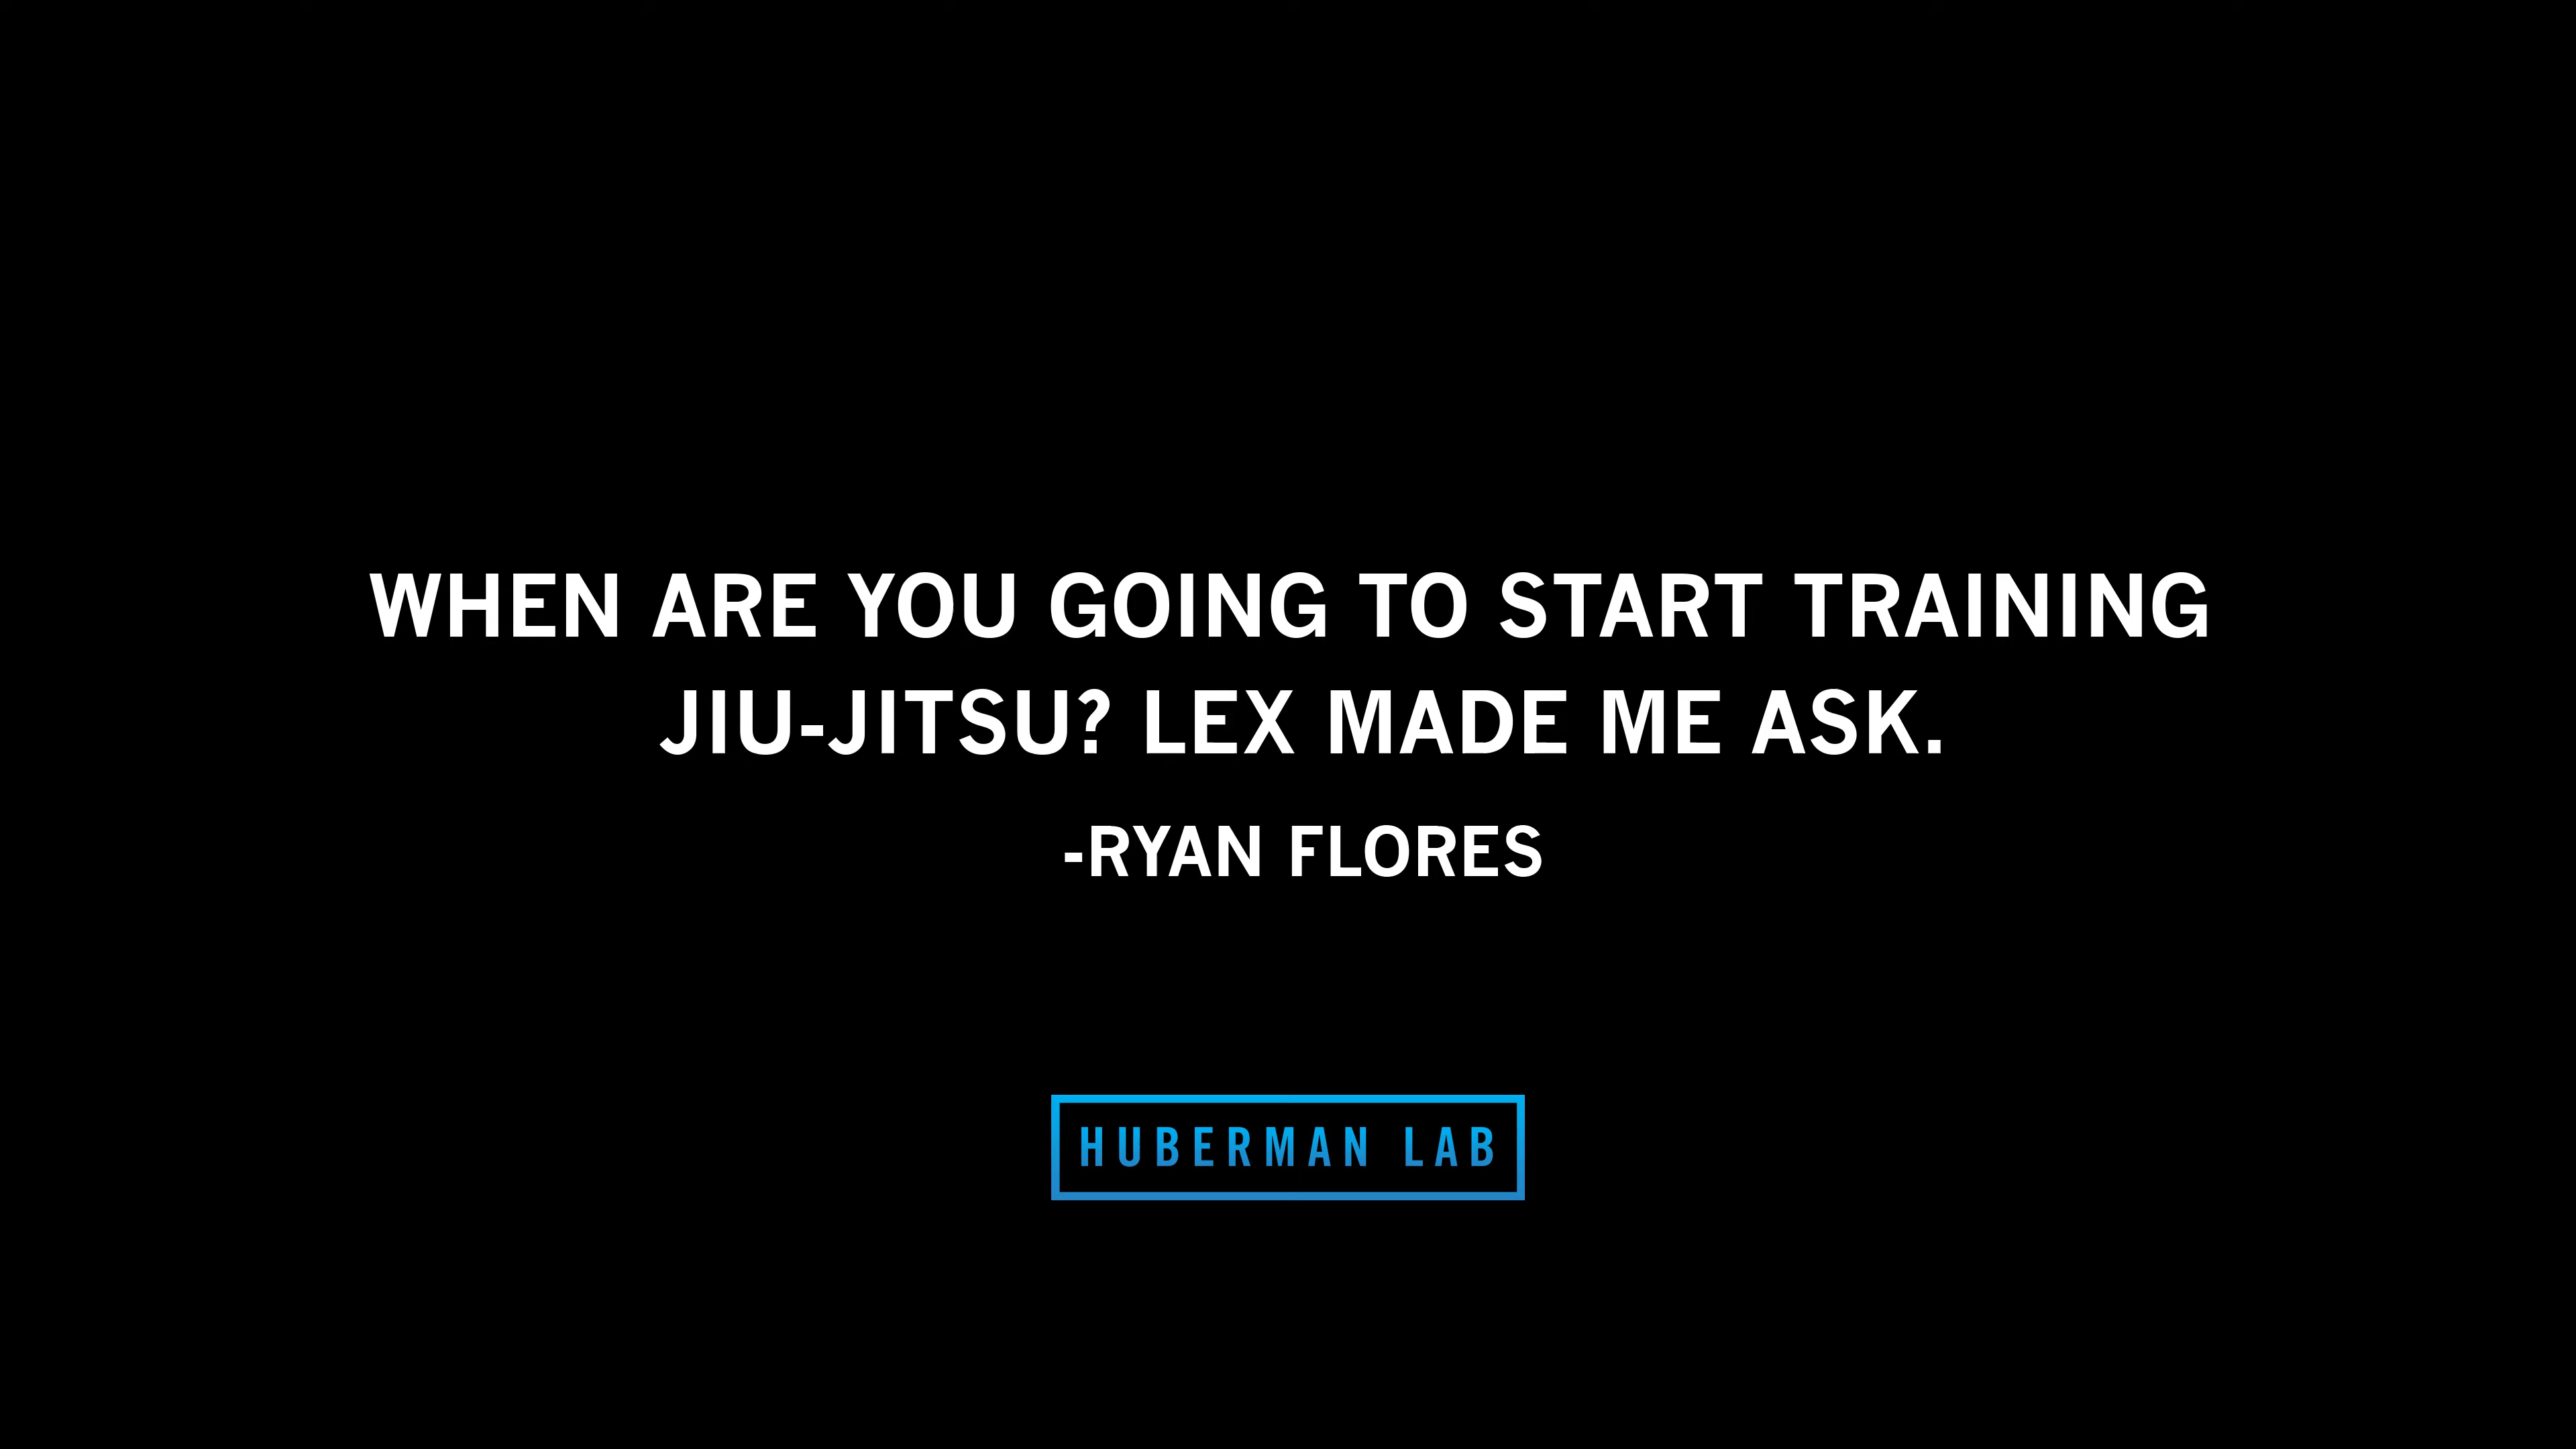 WHEN ARE YOU GOING TO START TRAINING
JIU-JITSU? LEX MADE ME ASK.
-RYAN FLORES
HUBERMAN LAB